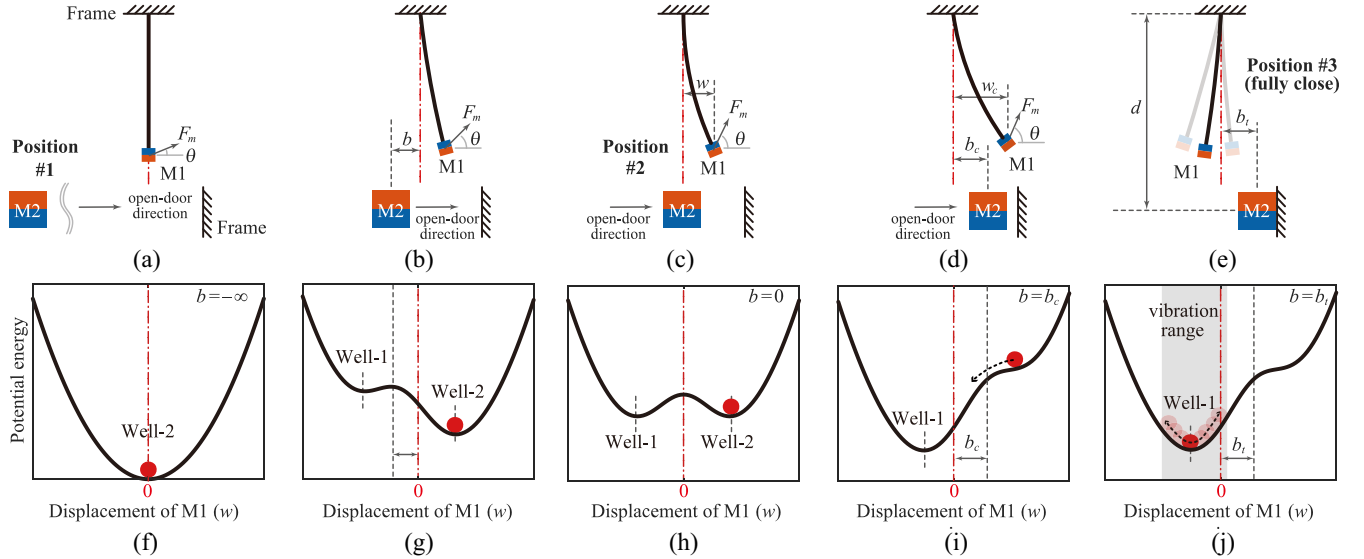 Frame
F_m
θ
M1
Position
#1
M2
open-door
direction
Frame
(a)
b
F_m
θ
M1
M2
open-door
direction
(b)
w
F_m
θ
M1
Position
#2
open-door
direction
M2
(c)
w_c
F_m
θ
b_c
M1
open-door
direction
M2
(d)
d
Position #3
(fully close)
b_t
M1
M2
(e)
Potential energy
b=−∞
Well-2
0
Displacement of M1 (w)
(f)
Well-1
Well-2
0
Displacement of M1 (w)
(g)
b=0
Well-1
Well-2
0
Displacement of M1 (w)
(h)
b=b_c
Well-1
b_c
0
Displacement of M1 (w)
(i)
b=b_t
vibration
range
Well-1
b_t
0
Displacement of M1 (w)
(j)